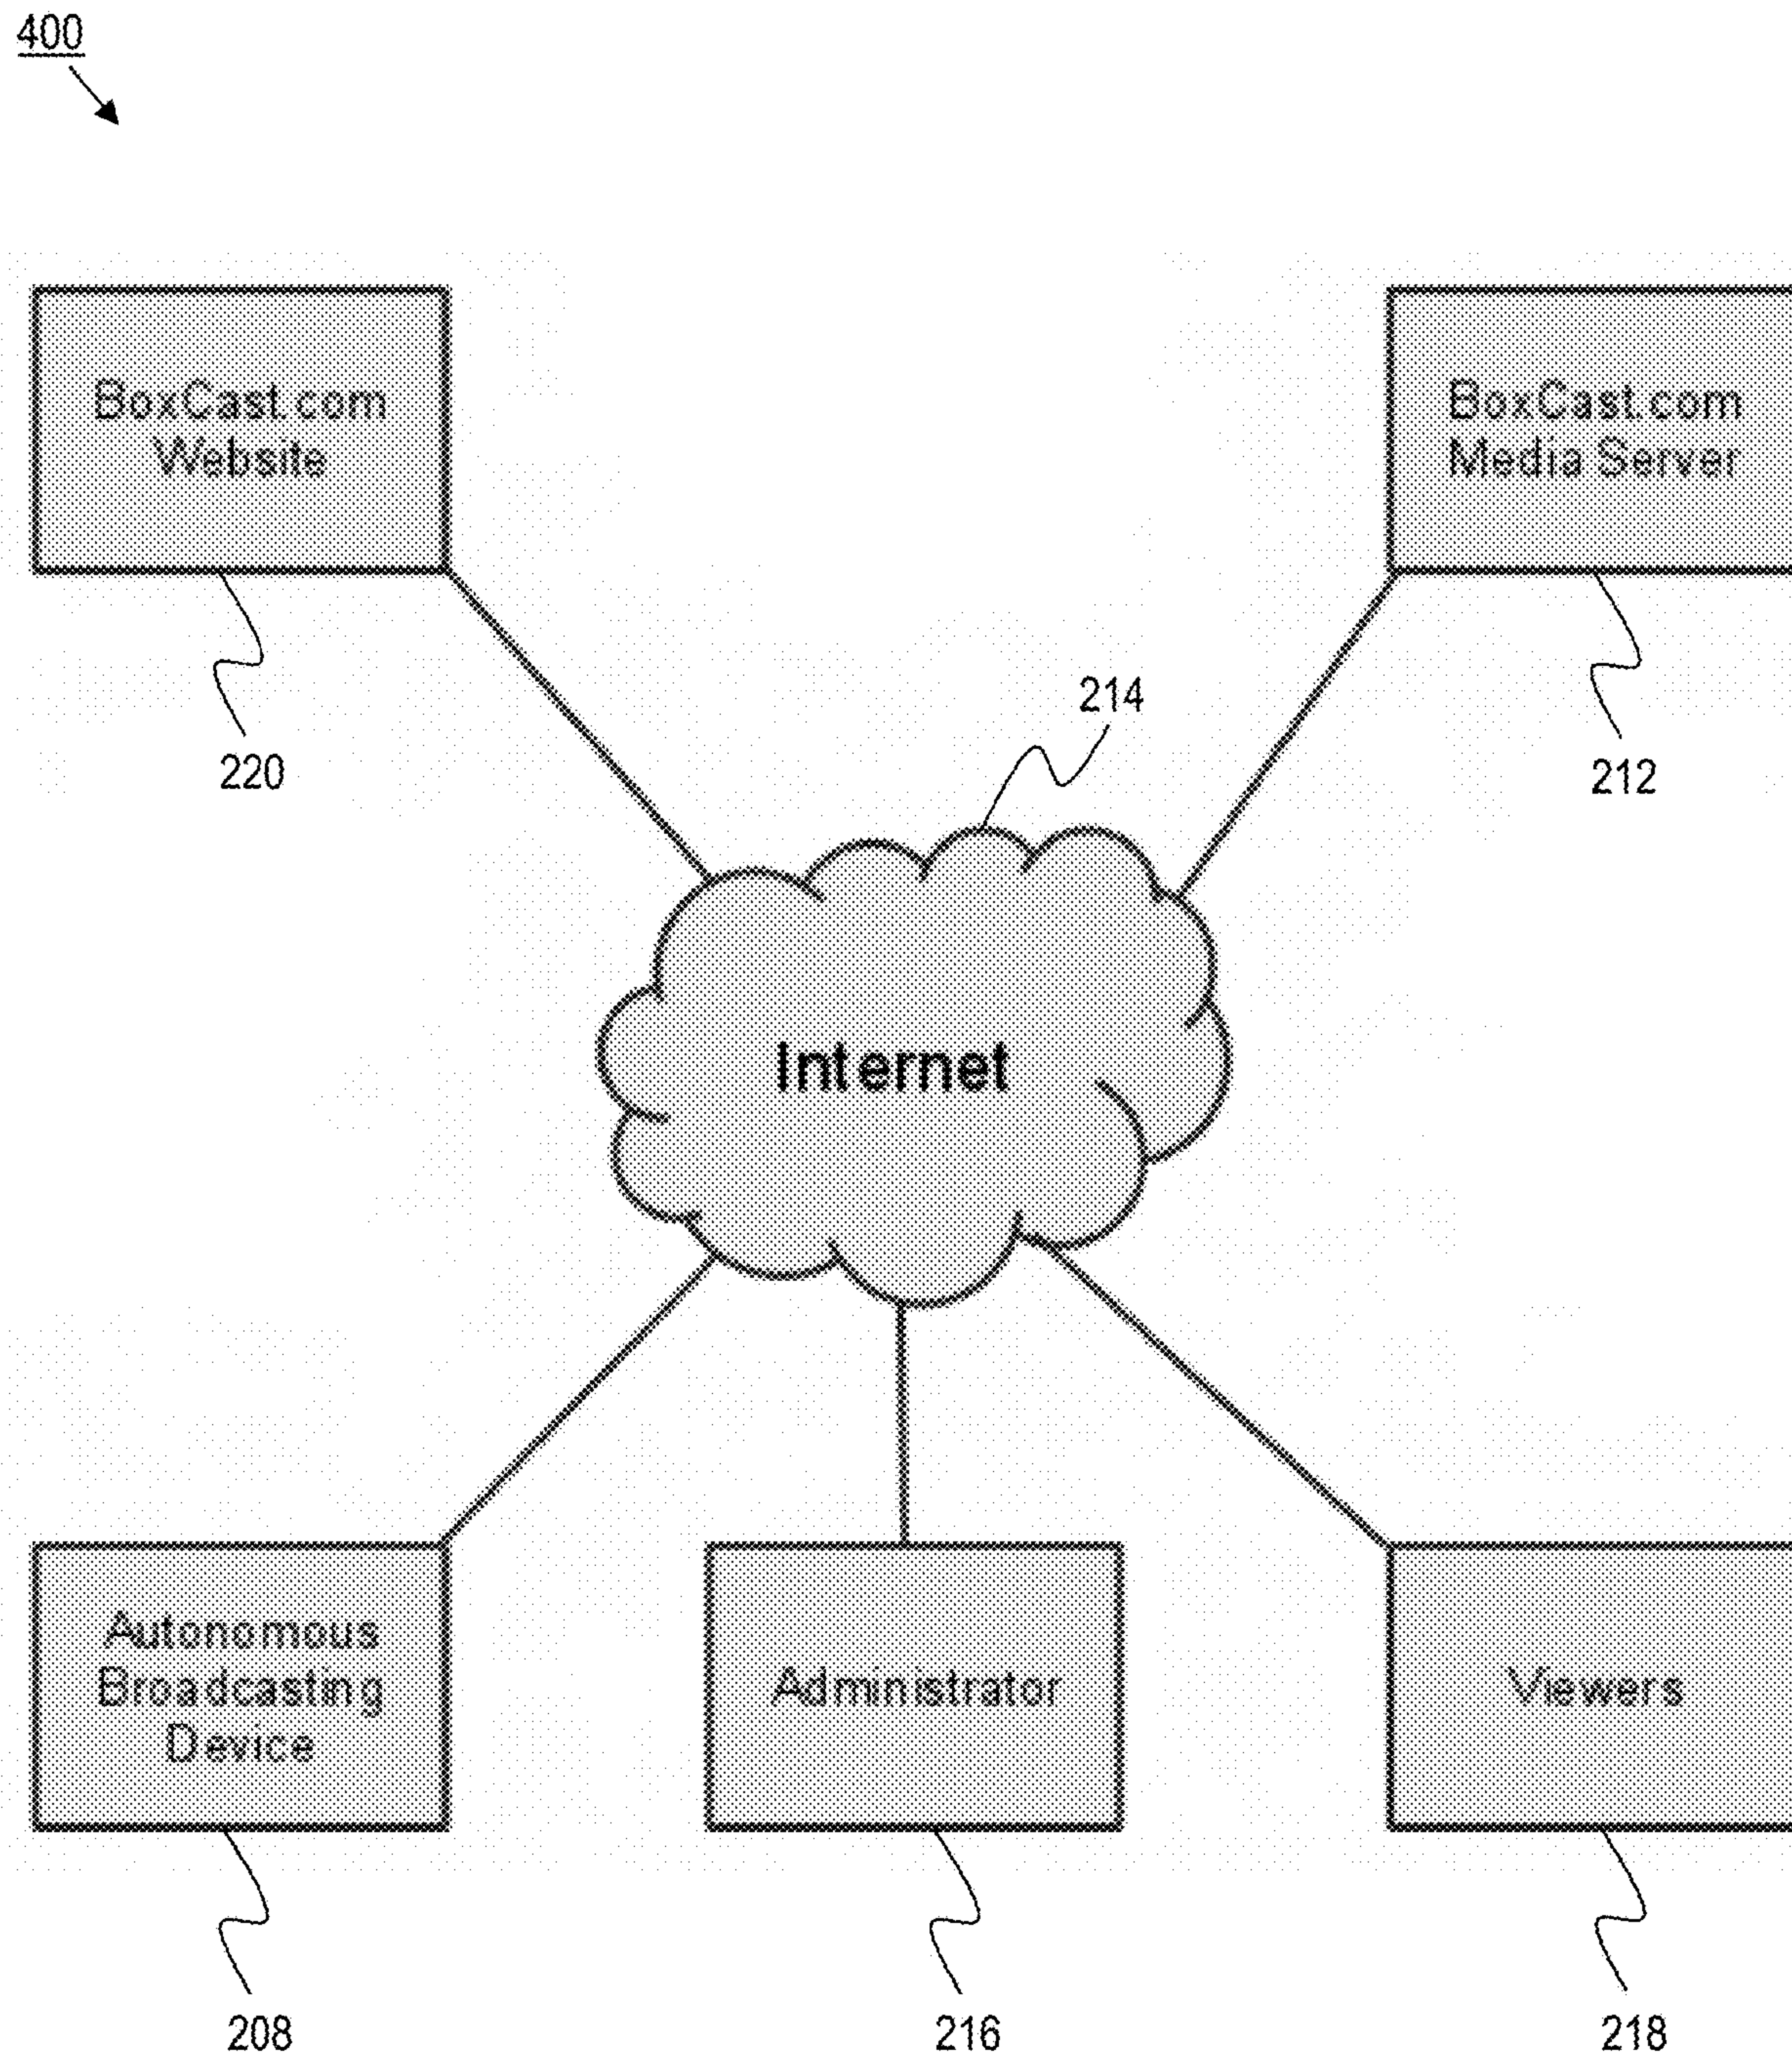 400
BoxCast.com
Website
BoxCast.com
Media Server
220
214
212
Internet
Autonomous
Broadcasting
Device
Administrator
Viewers
208
216
218